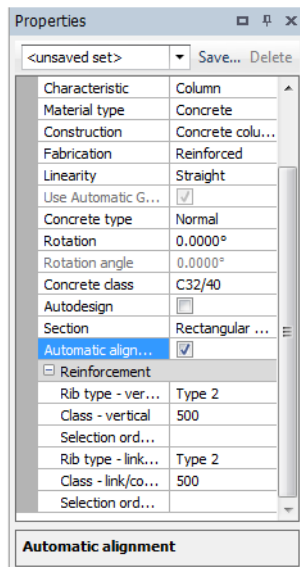 Properties
<unsaved set> Save... Delete
Characteristic Column
Material type Concrete
Construction Concrete colu...
Fabrication Reinforced
Linearity Straight
Use Automatic G...
Concrete type Normal
Rotation 0.0000°
Rotation angle 0.0000°
Concrete class C32/40
Autodesign
Section Rectangular ...
Automatic align...
Reinforcement
Rib type - ver... Type 2
Class - vertical 500
Selection ord...
Rib type - link... Type 2
Class - link/co... 500
Selection ord...
Automatic alignment